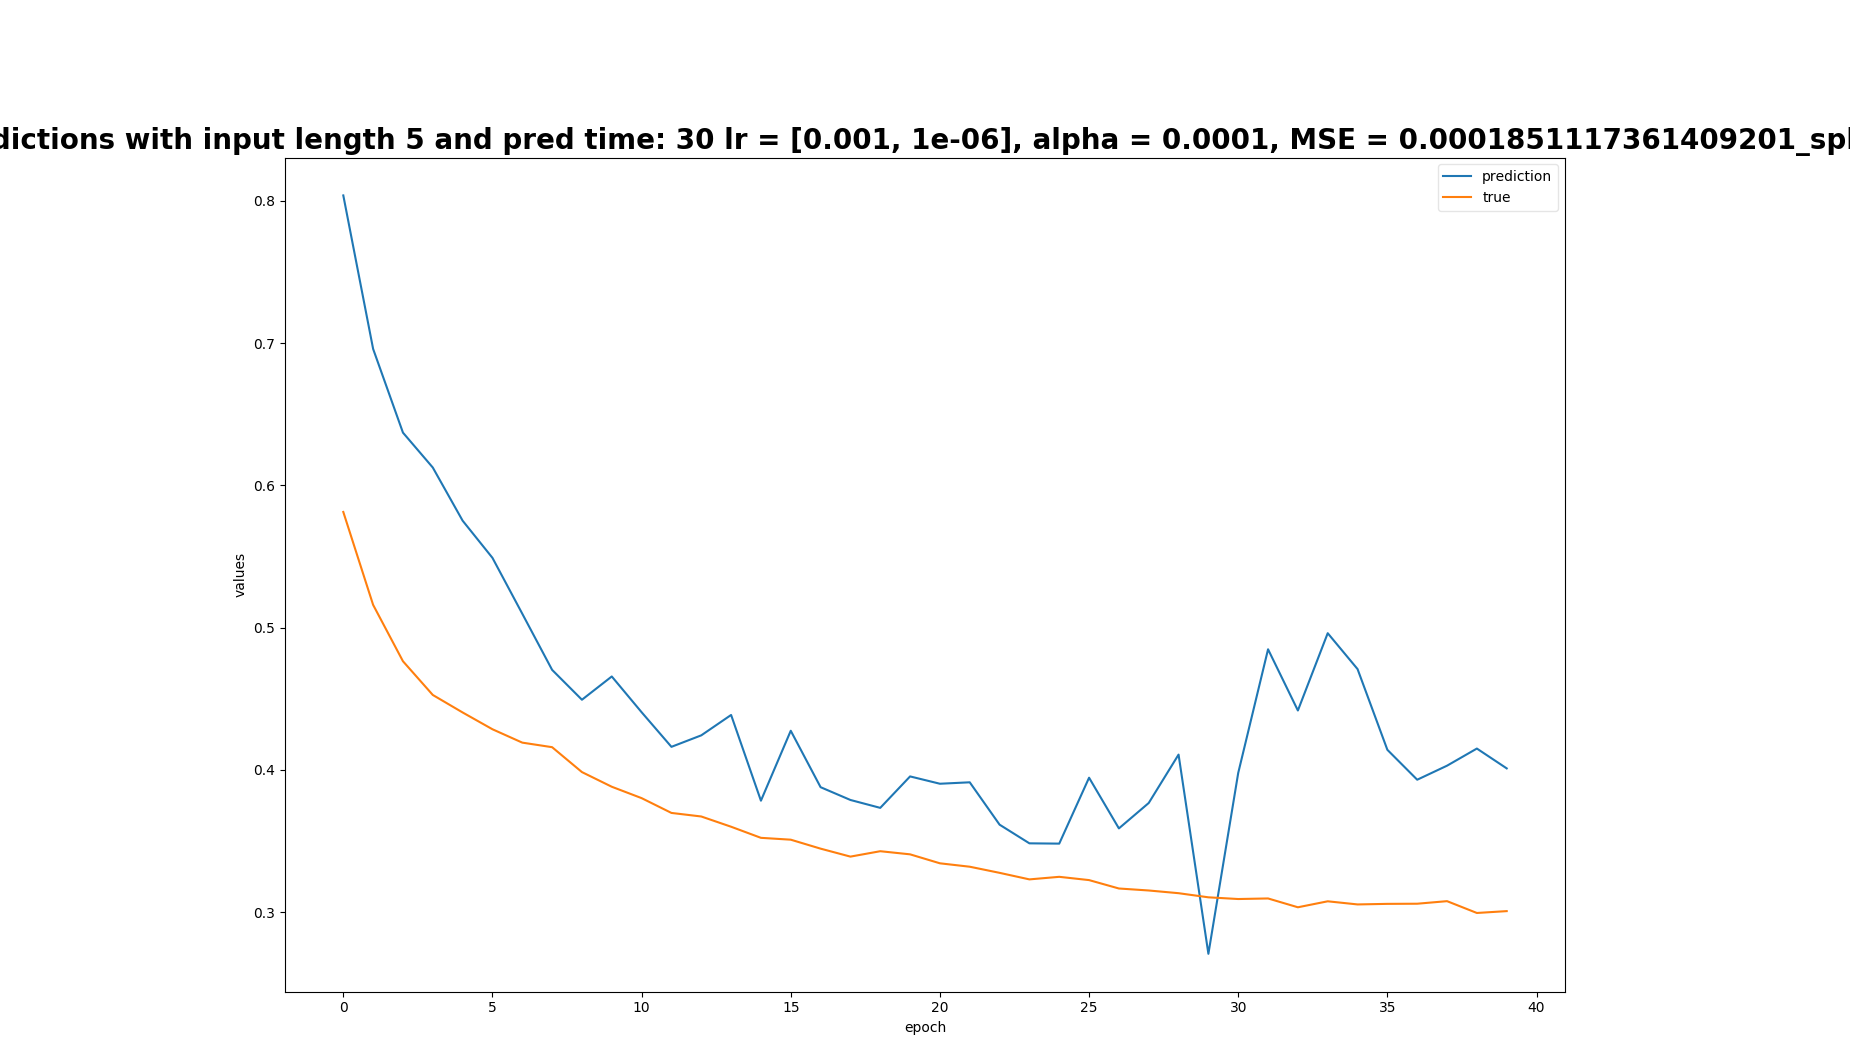 dictions with input length 5 and pred time: 30 lr = [0.001, 1e-06], alpha = 0.0001, MSE = 0.0001851117361409201_spl
prediction
true
0.8
0.7
0.6
0.5
0.4
0.3
values
0 5 10 15 20 25 30 35 40
epoch